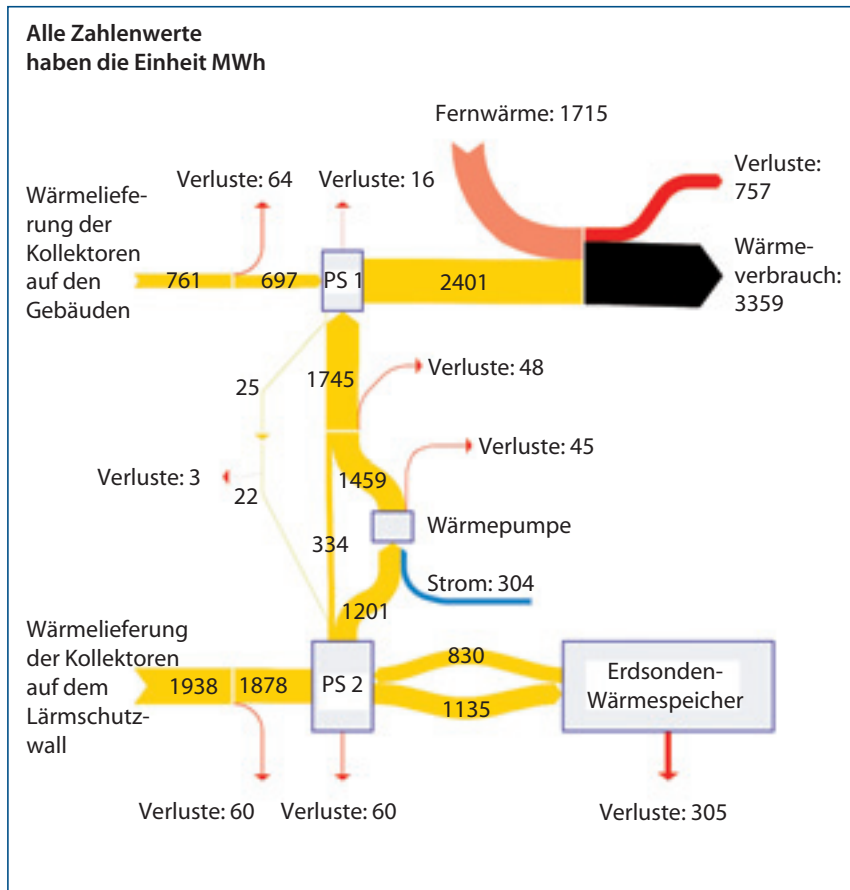 Alle Zahlenwerte
haben die Einheit MWh
Fernwärme: 1715
Verluste: 64
Verluste: 16
Verluste:
757
Wärmeliefe-
rung der
Kollektoren
auf den
Gebäuden
761
697
PS 1
2401
Wärme-
verbrauch:
3359
1745
25
Verluste: 48
Verluste: 45
Verluste: 3
22
1459
Wärmepumpe
334
Strom: 304
1201
Wärmelieferung
der Kollektoren
auf dem
Lärmschutz-
wall
1938
1878
PS 2
830
1135
Erdsonden-
Wärmespeicher
Verluste: 60
Verluste: 60
Verluste: 305